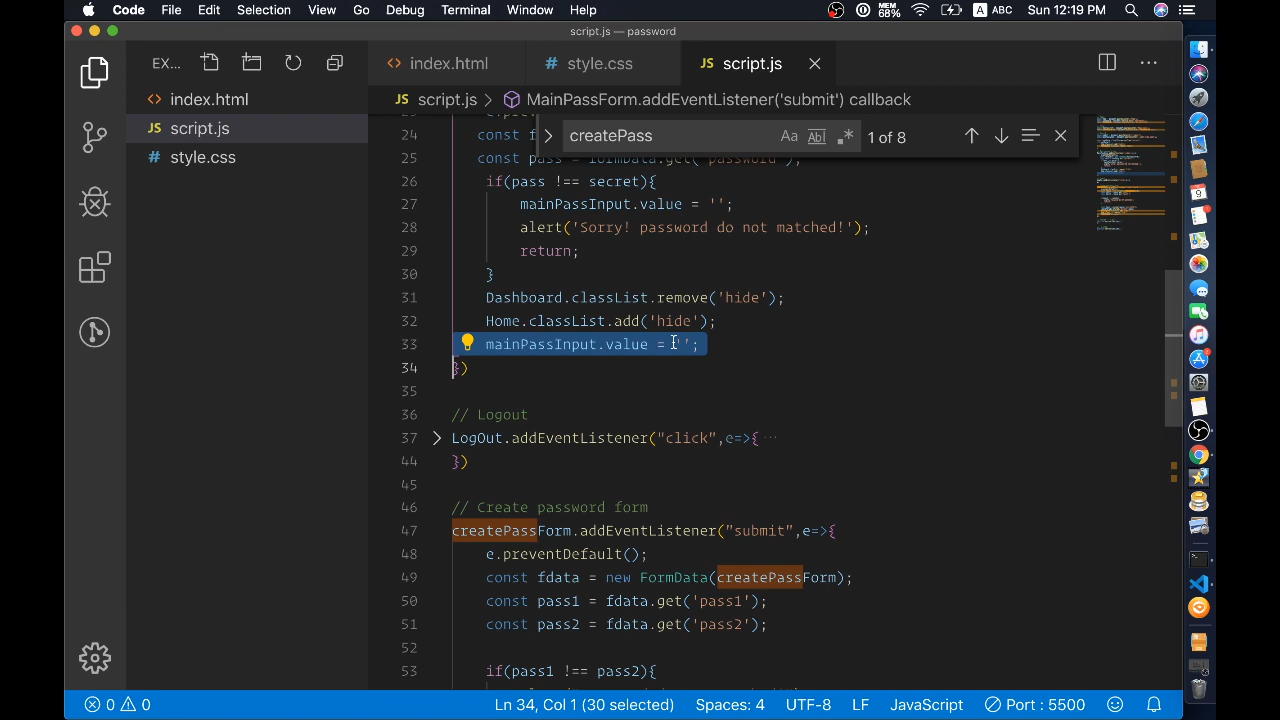 Code File Edit Selection View Go Debug Terminal Window Help MEM 68% A ABC Sun 12:19 PM
script.js — password
EX... <> index.html # style.css JS script.js
<> index.html JS script.js > MainPassForm.addEventListener('submit') callback
JS script.js
# style.css
createPass Aa Abl .* 1 of 8
24 const f
25 const pass = formData.get('password');
26 if(pass !== secret){
27 mainPassInput.value = '';
28 alert('Sorry! password do not matched!');
29 return;
30 }
31 Dashboard.classList.remove('hide');
32 Home.classList.add('hide');
33 mainPassInput.value = '';
34 })
35
36 // Logout
37 LogOut.addEventListener("click",e=>{ ...
44 })
45
46 // Create password form
47 createPassForm.addEventListener("submit",e=>{
48 e.preventDefault();
49 const fdata = new FormData(createPassForm);
50 const pass1 = fdata.get('pass1');
51 const pass2 = fdata.get('pass2');
52
53 if(pass1 !== pass2){
0 0 Ln 34, Col 1 (30 selected) Spaces: 4 UTF-8 LF JavaScript Port : 5500